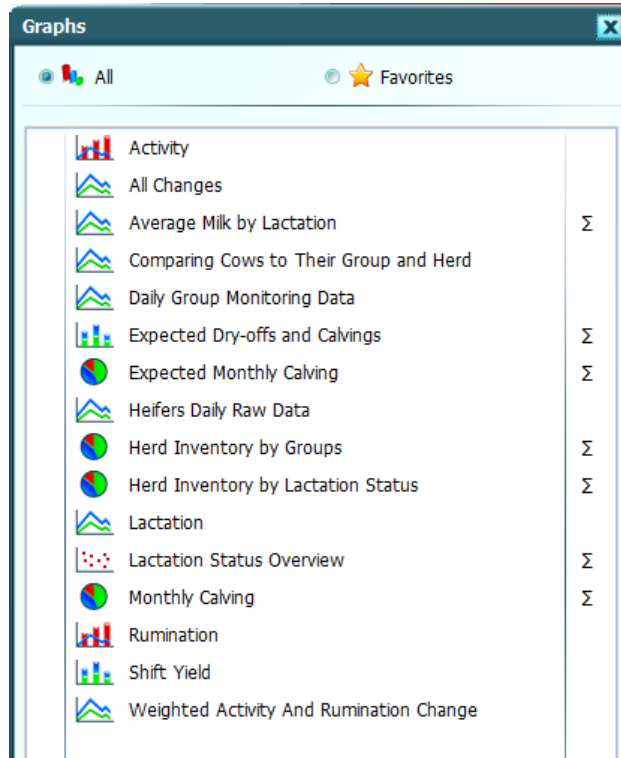 Graphs
All
Favorites
Activity
All Changes
Average Milk by Lactation Σ
Comparing Cows to Their Group and Herd
Daily Group Monitoring Data
Expected Dry-offs and Calvings Σ
Expected Monthly Calving Σ
Heifers Daily Raw Data
Herd Inventory by Groups Σ
Herd Inventory by Lactation Status Σ
Lactation
Lactation Status Overview Σ
Monthly Calving Σ
Rumination
Shift Yield
Weighted Activity And Rumination Change